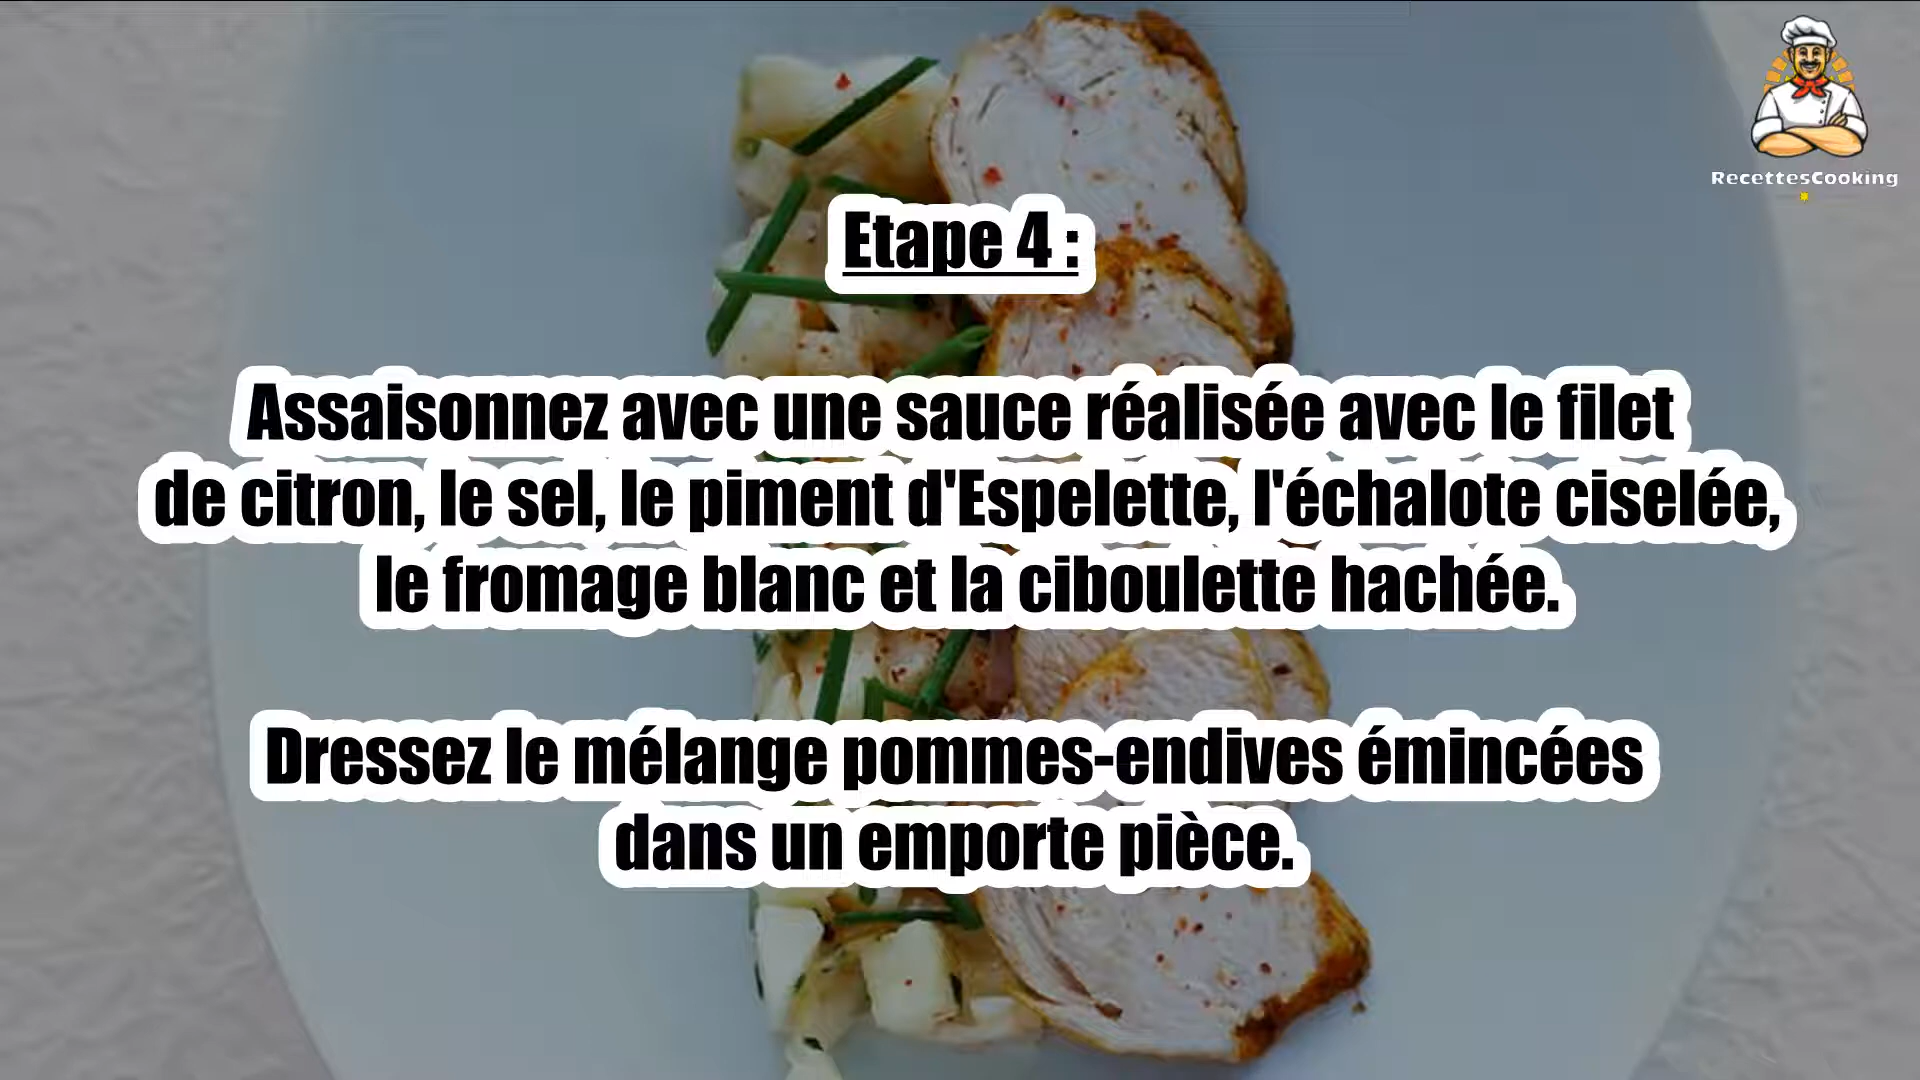 RecettesCooking
Etape 4 :
Assaisonnez avec une sauce réalisée avec le filet
de citron, le sel, le piment d'Espelette, l'échalote ciselée,
le fromage blanc et la ciboulette hachée.
Dressez le mélange pommes-endives émincées
dans un emporte pièce.